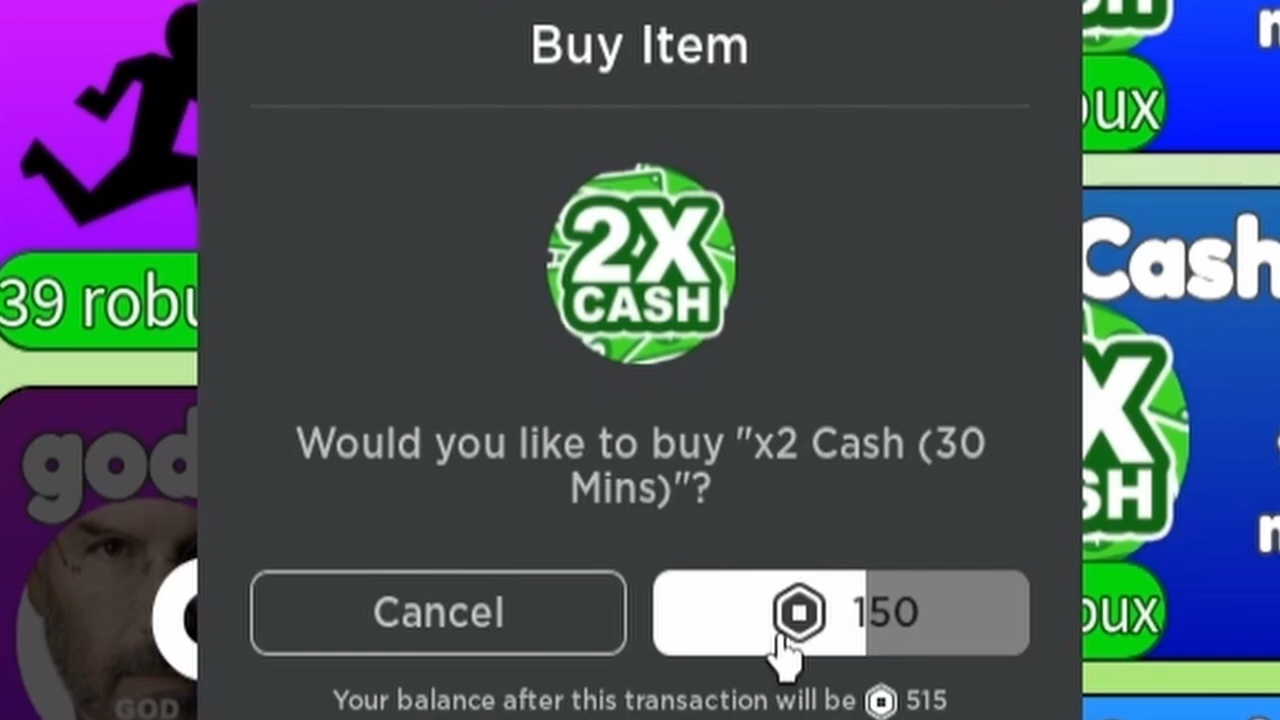 Buy Item
2X
CASH
Would you like to buy "x2 Cash (30
Mins)"?
Cancel
150
Your balance after this transaction will be 515
39 robu
god
GOD
oux
Cash
X
SH
oux